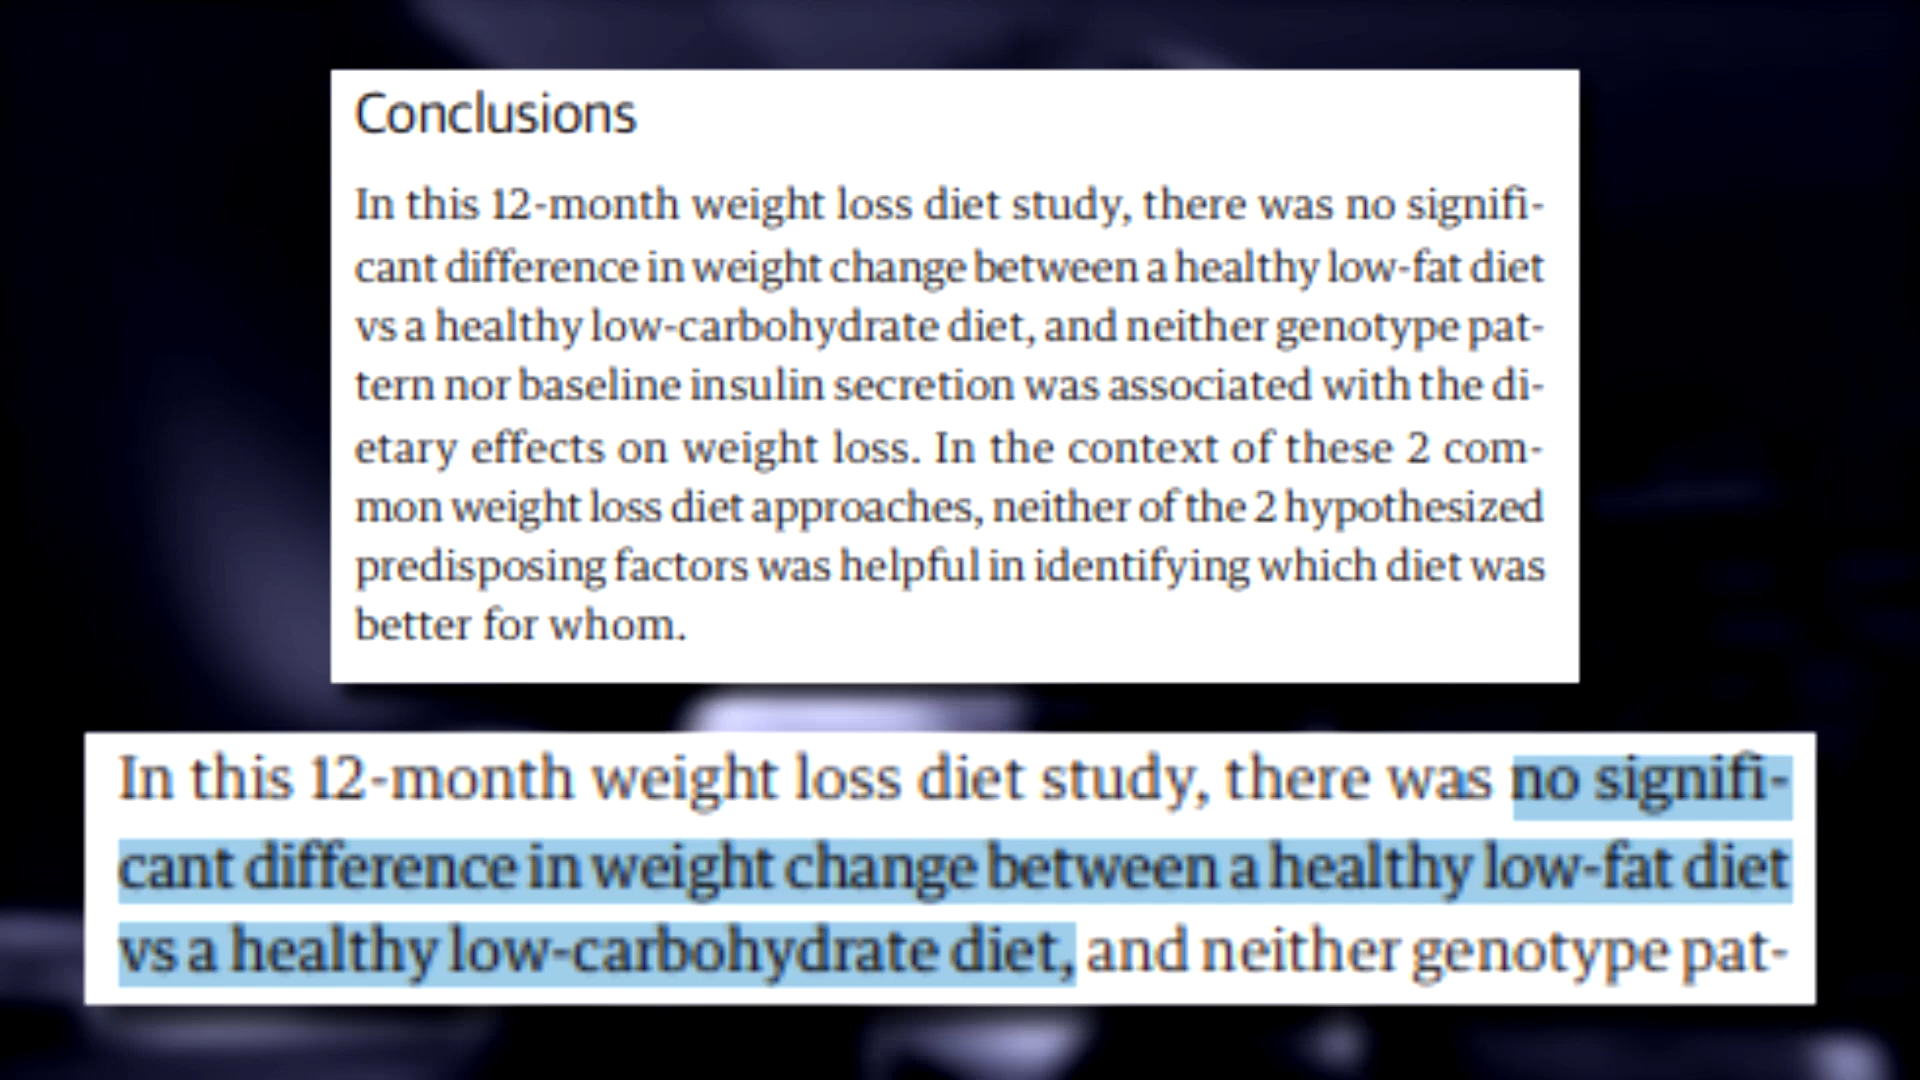 Conclusions
In this 12-month weight loss diet study, there was no signifi-
cant difference in weight change between a healthy low-fat diet
vs a healthy low-carbohydrate diet, and neither genotype pat-
tern nor baseline insulin secretion was associated with the di-
etary effects on weight loss. In the context of these 2 com-
mon weight loss diet approaches, neither of the 2 hypothesized
predisposing factors was helpful in identifying which diet was
better for whom.
In this 12-month weight loss diet study, there was no signifi-
cant difference in weight change between a healthy low-fat diet
vs a healthy low-carbohydrate diet, and neither genotype pat-